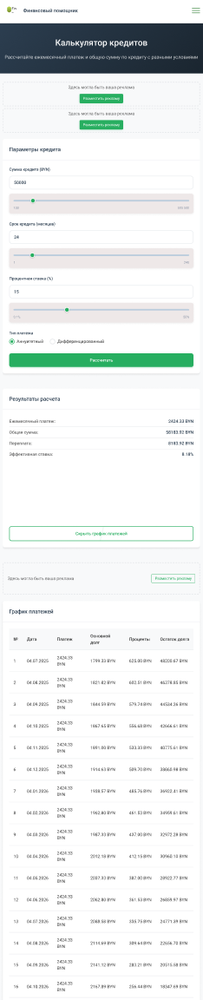 Финансовый помощник
Калькулятор кредитов
Рассчитайте ежемесячный платеж и общую сумму по кредиту с разными условиями
Здесь могла быть ваша реклама
Разместить рекламу
Здесь могла быть ваша реклама
Разместить рекламу
Параметры кредита
Сумма кредита (BYN)
50000
100
Срок кредита (месяцев)
24
1
Процентная ставка (%)
15
Тип платежа
Аннуитетный Дифференцированный
Рассчитать
Результаты расчета
Ежемесячный платеж: 2424.33 BYN
Общая сумма: 58183.92 BYN
Переплата: 8183.92 BYN
Эффективная ставка: 8.18%
Скрыть график платежей
Здесь могла быть ваша реклама Разместить рекламу
График платежей
№ Дата Платеж Основной долг Проценты Остаток долга
1 04.07.2025 2424.33 BYN 1799.33 BYN 625.00 BYN 48200.67 BYN
2 04.08.2025 2424.33 BYN 1821.82 BYN 602.51 BYN 46378.85 BYN
3 04.09.2025 2424.33 BYN 1844.59 BYN 579.74 BYN 44534.26 BYN
4 04.10.2025 2424.33 BYN 1867.65 BYN 556.68 BYN 42666.61 BYN
5 04.11.2025 2424.33 BYN 1891.00 BYN 533.33 BYN 40775.61 BYN
6 04.12.2025 2424.33 BYN 1914.63 BYN 509.70 BYN 38860.98 BYN
7 04.01.2026 2424.33 BYN 1938.57 BYN 485.76 BYN 36922.41 BYN
8 04.02.2026 2424.33 BYN 1962.80 BYN 461.53 BYN 34959.61 BYN
9 04.03.2026 2424.33 BYN 1987.33 BYN 437.00 BYN 32972.28 BYN
10 04.04.2026 2424.33 BYN 2012.18 BYN 412.15 BYN 30960.10 BYN
11 04.05.2026 2424.33 BYN 2037.33 BYN 387.00 BYN 28922.77 BYN
12 04.06.2026 2424.33 BYN 2062.80 BYN 361.53 BYN 26859.97 BYN
13 04.07.2026 2424.33 BYN 2088.58 BYN 335.75 BYN 24771.39 BYN
14 04.08.2026 2424.33 BYN 2114.69 BYN 309.64 BYN 22656.70 BYN
15 04.09.2026 2424.33 BYN 2141.12 BYN 283.21 BYN 20515.58 BYN
16 04.10.2026 2424.33 BYN 2167.89 BYN 256.44 BYN 18347.69 BYN